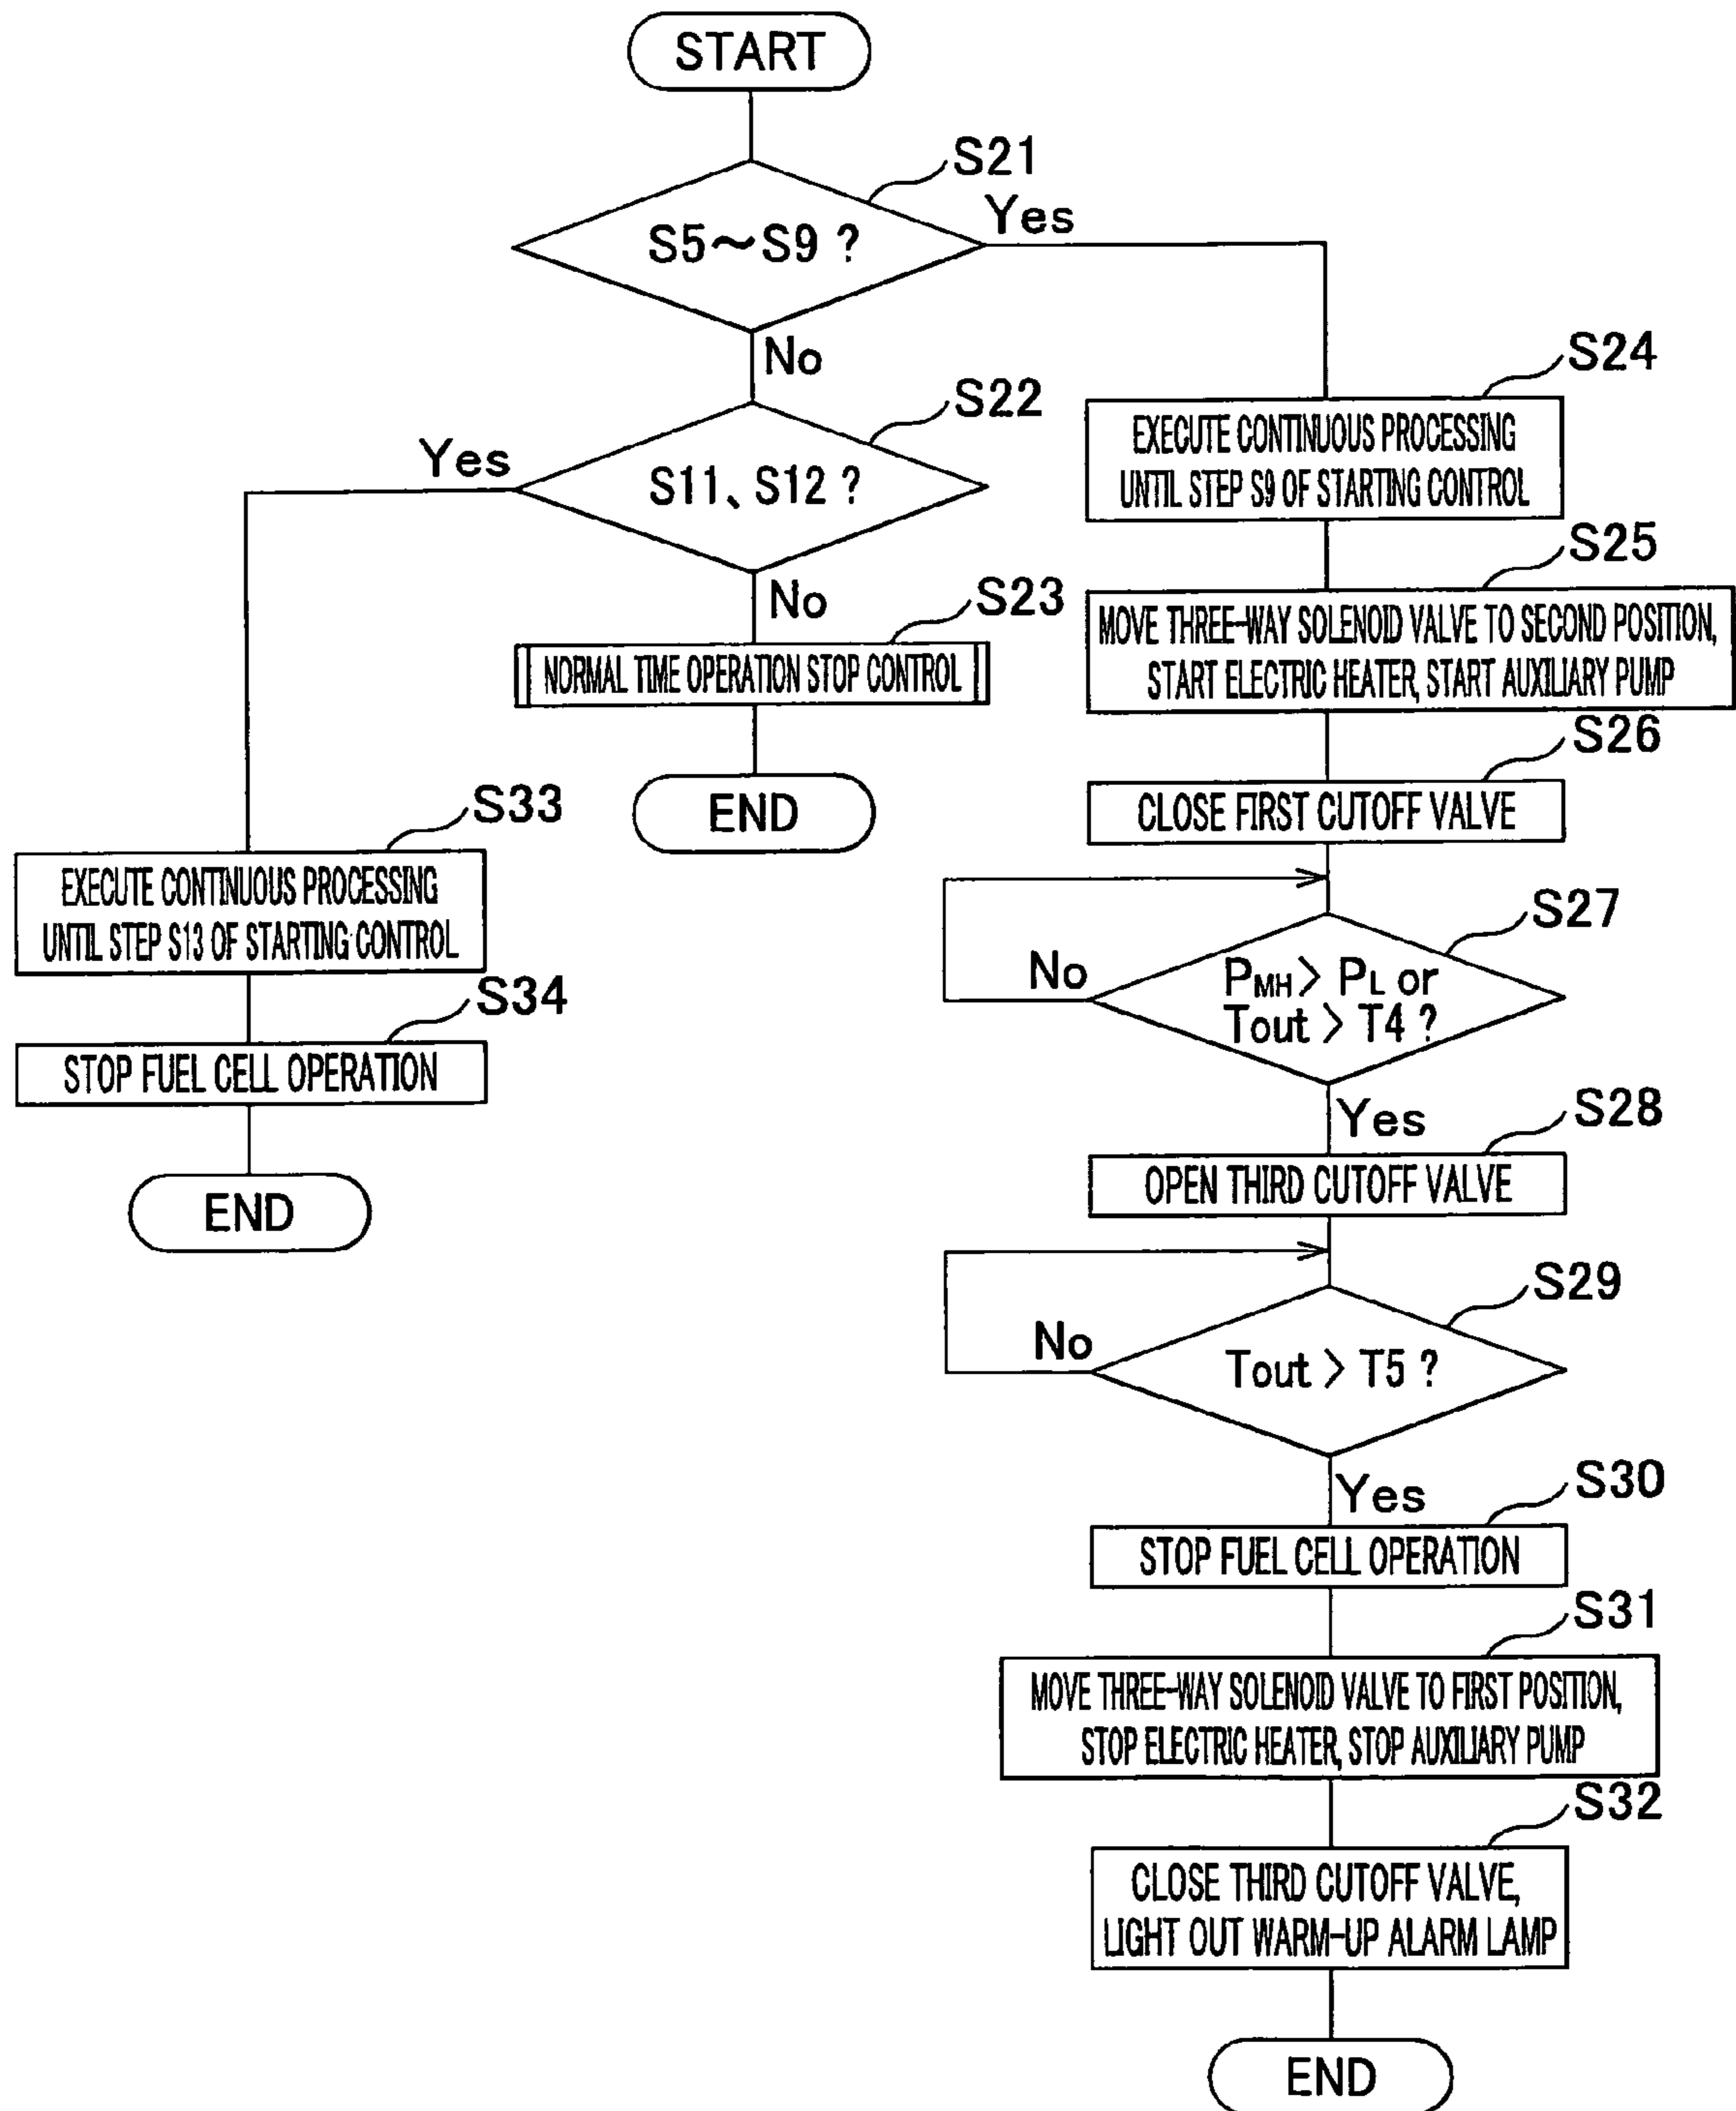 START
S21
S5～S9 ?
Yes
No
S22
S11、S12 ?
Yes
No
S23
NORMAL TIME OPERATION STOP CONTROL
END
S33
EXECUTE CONTINUOUS PROCESSING
UNTIL STEP S13 OF STARTING CONTROL
S34
STOP FUEL CELL OPERATION
END
S24
EXECUTE CONTINUOUS PROCESSING
UNTIL STEP S9 OF STARTING CONTROL
S25
MOVE THREE-WAY SOLENOID VALVE TO SECOND POSITION,
START ELECTRIC HEATER, START AUXILIARY PUMP
S26
CLOSE FIRST CUTOFF VALVE
S27
PMH > PL or
Tout > T4 ?
No
Yes
S28
OPEN THIRD CUTOFF VALVE
S29
Tout > T5 ?
No
Yes
S30
STOP FUEL CELL OPERATION
S31
MOVE THREE-WAY SOLENOID VALVE TO FIRST POSITION,
STOP ELECTRIC HEATER, STOP AUXILIARY PUMP
S32
CLOSE THIRD CUTOFF VALVE,
LIGHT OUT WARM-UP ALARM LAMP
END